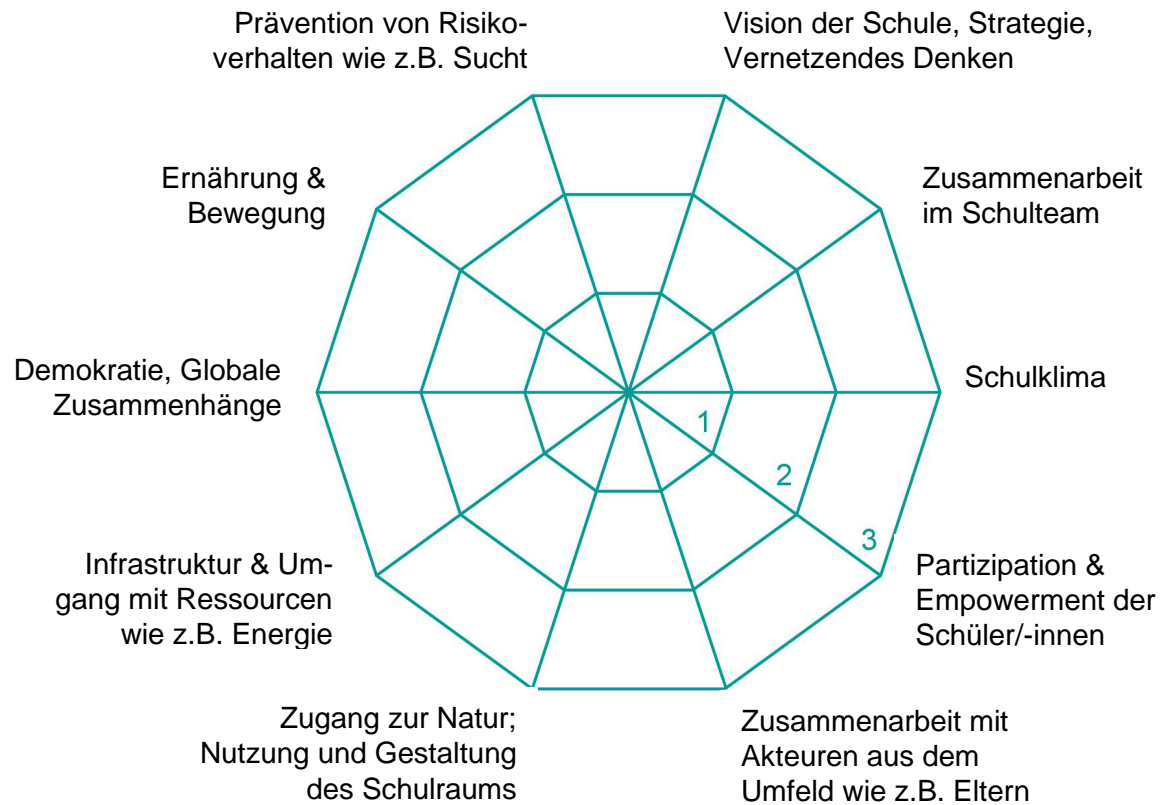 Prävention von Risiko-
verhalten wie z.B. Sucht
Vision der Schule, Strategie,
Vernetzendes Denken
Ernährung &
Bewegung
Zusammenarbeit
im Schulteam
Demokratie, Globale
Zusammenhänge
Schulklima
1
2
3
Infrastruktur & Um-
gang mit Ressourcen
wie z.B. Energie
Partizipation &
Empowerment der
Schüler/-innen
Zugang zur Natur;
Nutzung und Gestaltung
des Schulraums
Zusammenarbeit mit
Akteuren aus dem
Umfeld wie z.B. Eltern